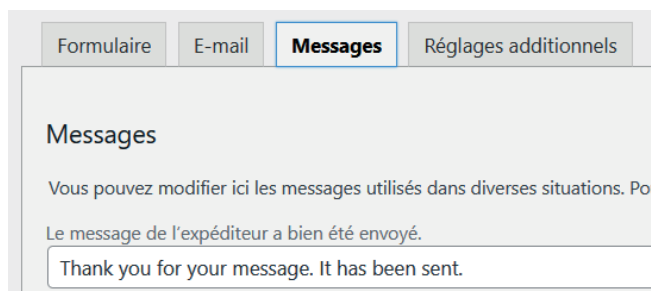 Formulaire E-mail Messages Réglages additionnels
Messages
Vous pouvez modifier ici les messages utilisés dans diverses situations.
Le message de l'expéditeur a bien été envoyé.
Thank you for your message. It has been sent.